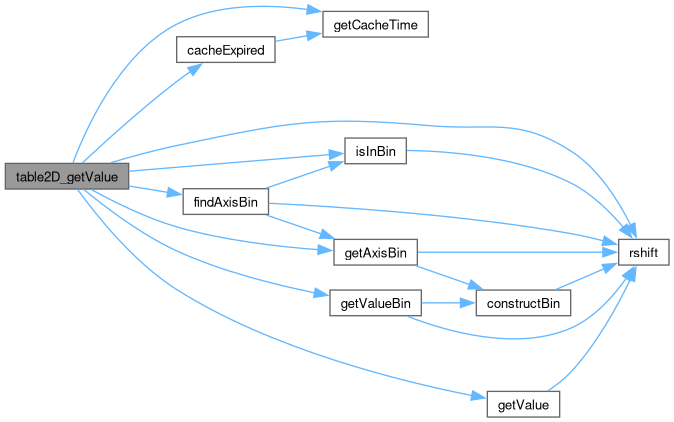 getCacheTime
cacheExpired
isInBin
table2D_getValue
findAxisBin
getAxisBin
rshift
getValueBin
constructBin
getValue